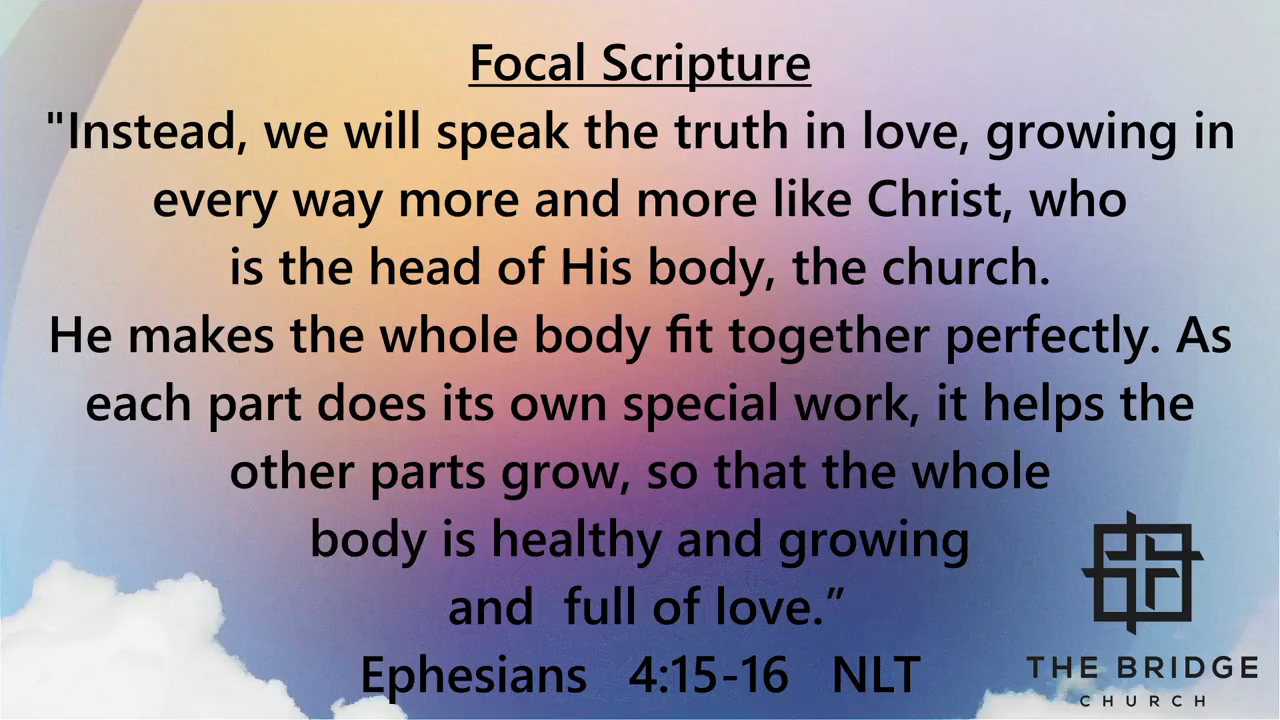 Focal Scripture
"Instead, we will speak the truth in love, growing in
every way more and more like Christ, who
is the head of His body, the church.
He makes the whole body fit together perfectly. As
each part does its own special work, it helps the
other parts grow, so that the whole
body is healthy and growing
and  full of love.”
Ephesians   4:15-16   NLT
THE BRIDGE
CHURCH